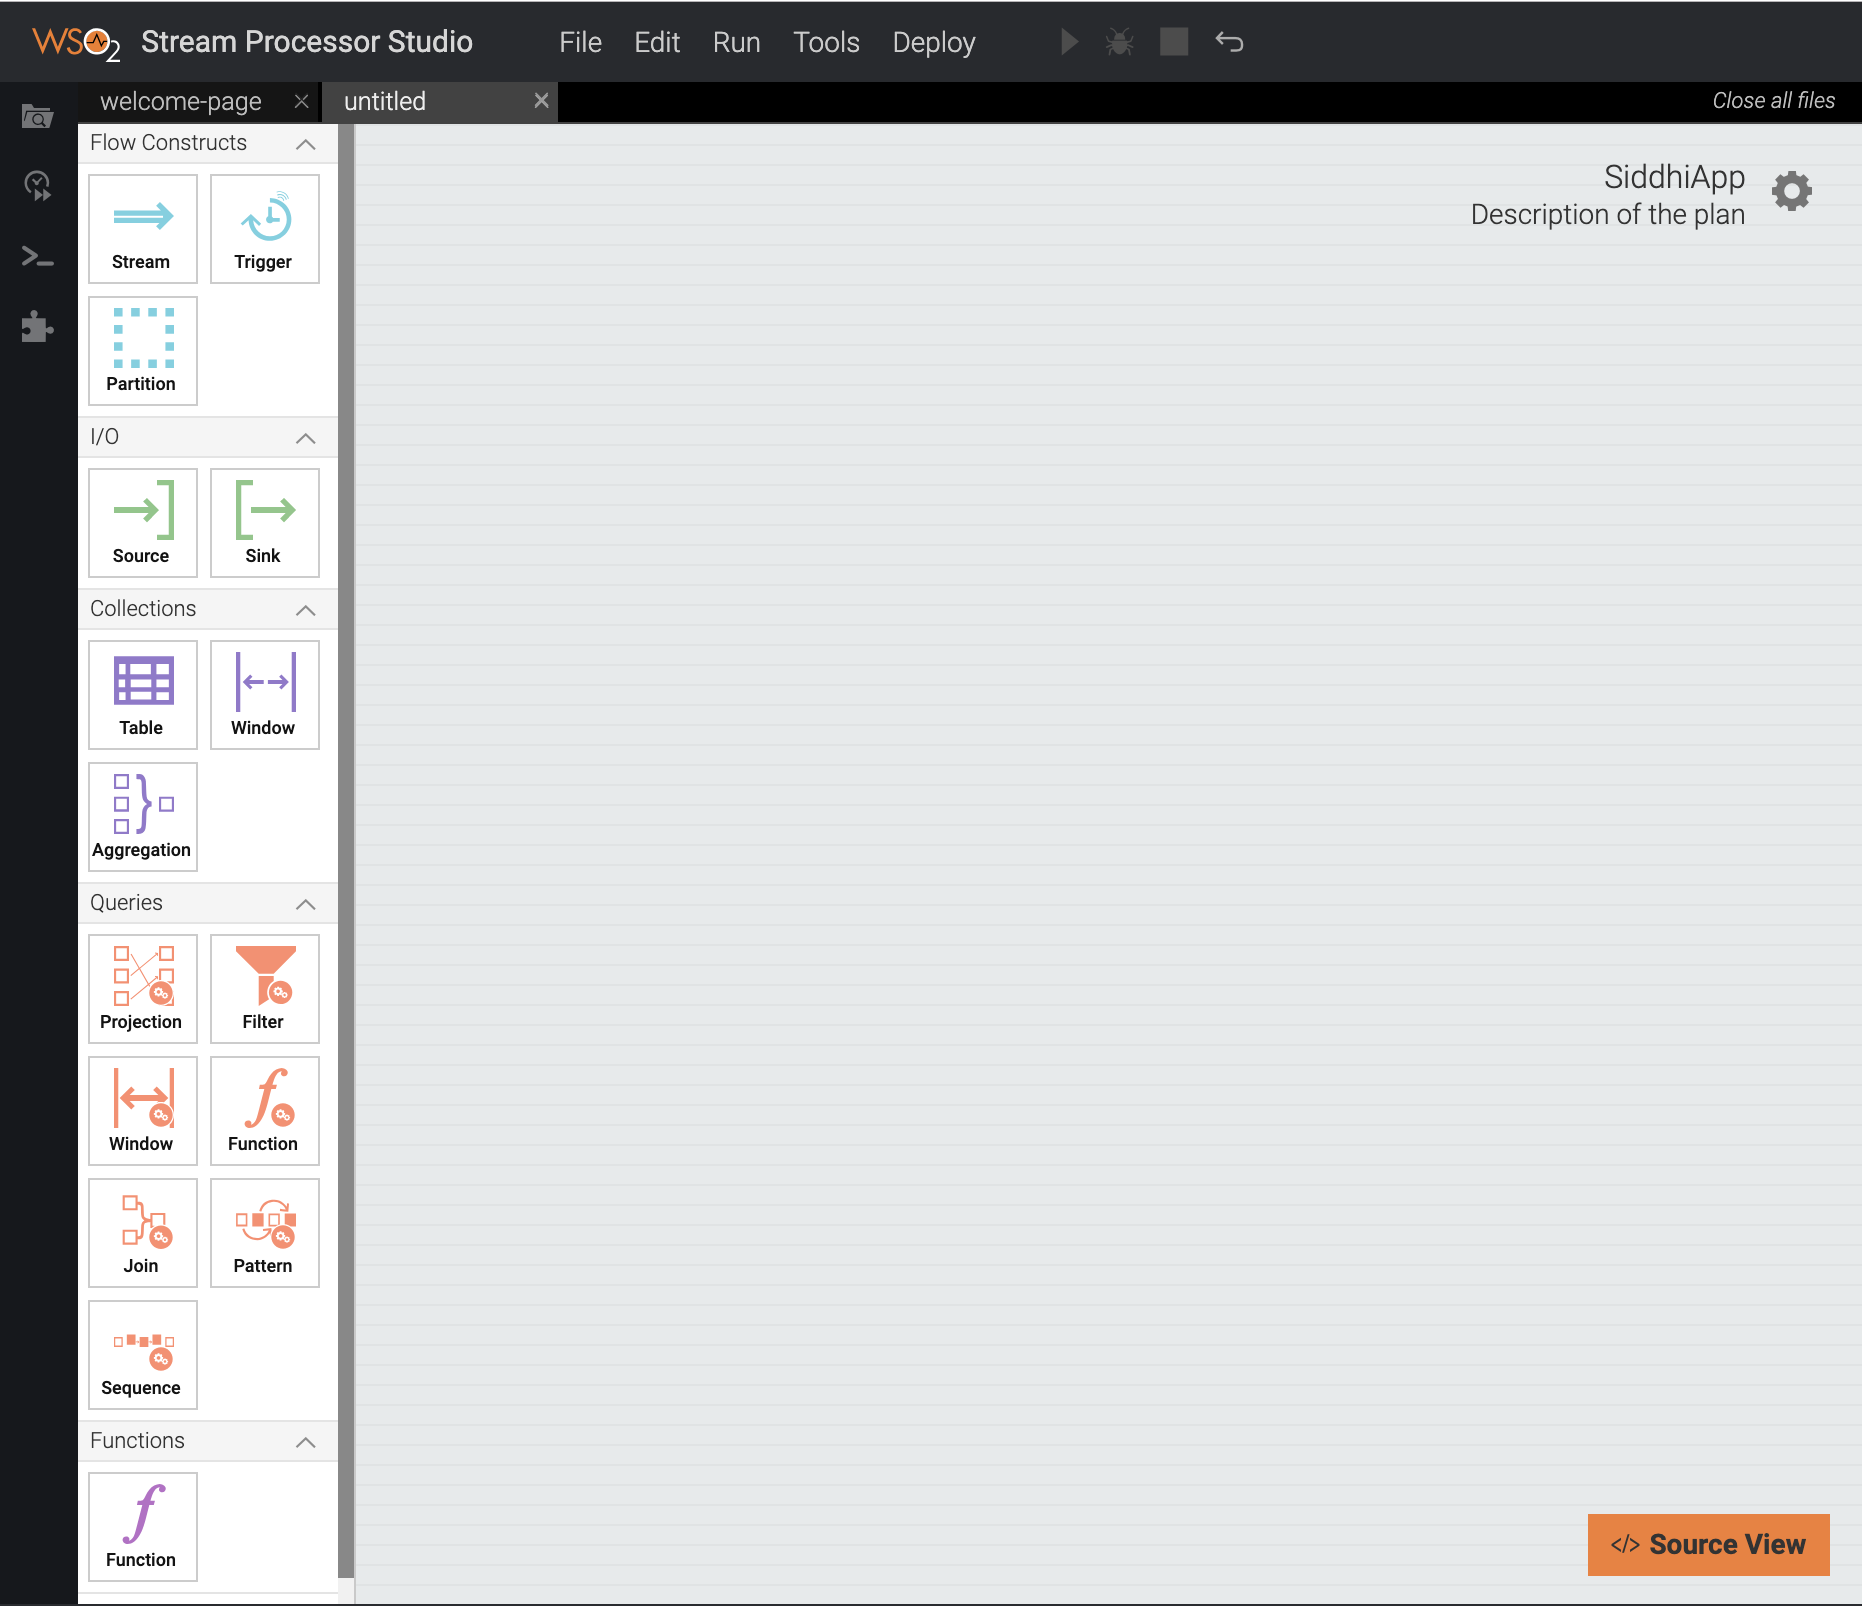 WSO2 Stream Processor Studio File Edit Run Tools Deploy
welcome-page untitled Close all files
Flow Constructs
Stream Trigger
Partition
I/O
Source Sink
Collections
Table Window
Aggregation
Queries
Projection Filter
Window Function
Join Pattern
Sequence
Functions
Function
SiddhiApp
Description of the plan
</> Source View